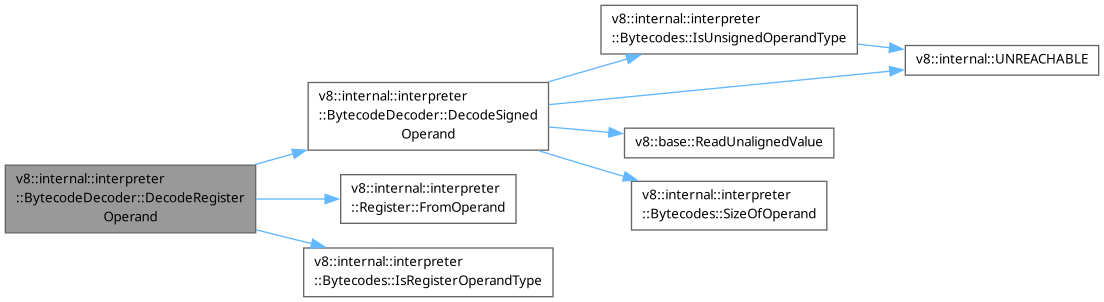 v8::internal::interpreter
::BytecodeDecoder::DecodeRegister
Operand
v8::internal::interpreter
::BytecodeDecoder::DecodeSigned
Operand
v8::internal::interpreter
::Register::FromOperand
v8::internal::interpreter
::Bytecodes::IsRegisterOperandType
v8::internal::interpreter
::Bytecodes::IsUnsignedOperandType
v8::base::ReadUnalignedValue
v8::internal::interpreter
::Bytecodes::SizeOfOperand
v8::internal::UNREACHABLE